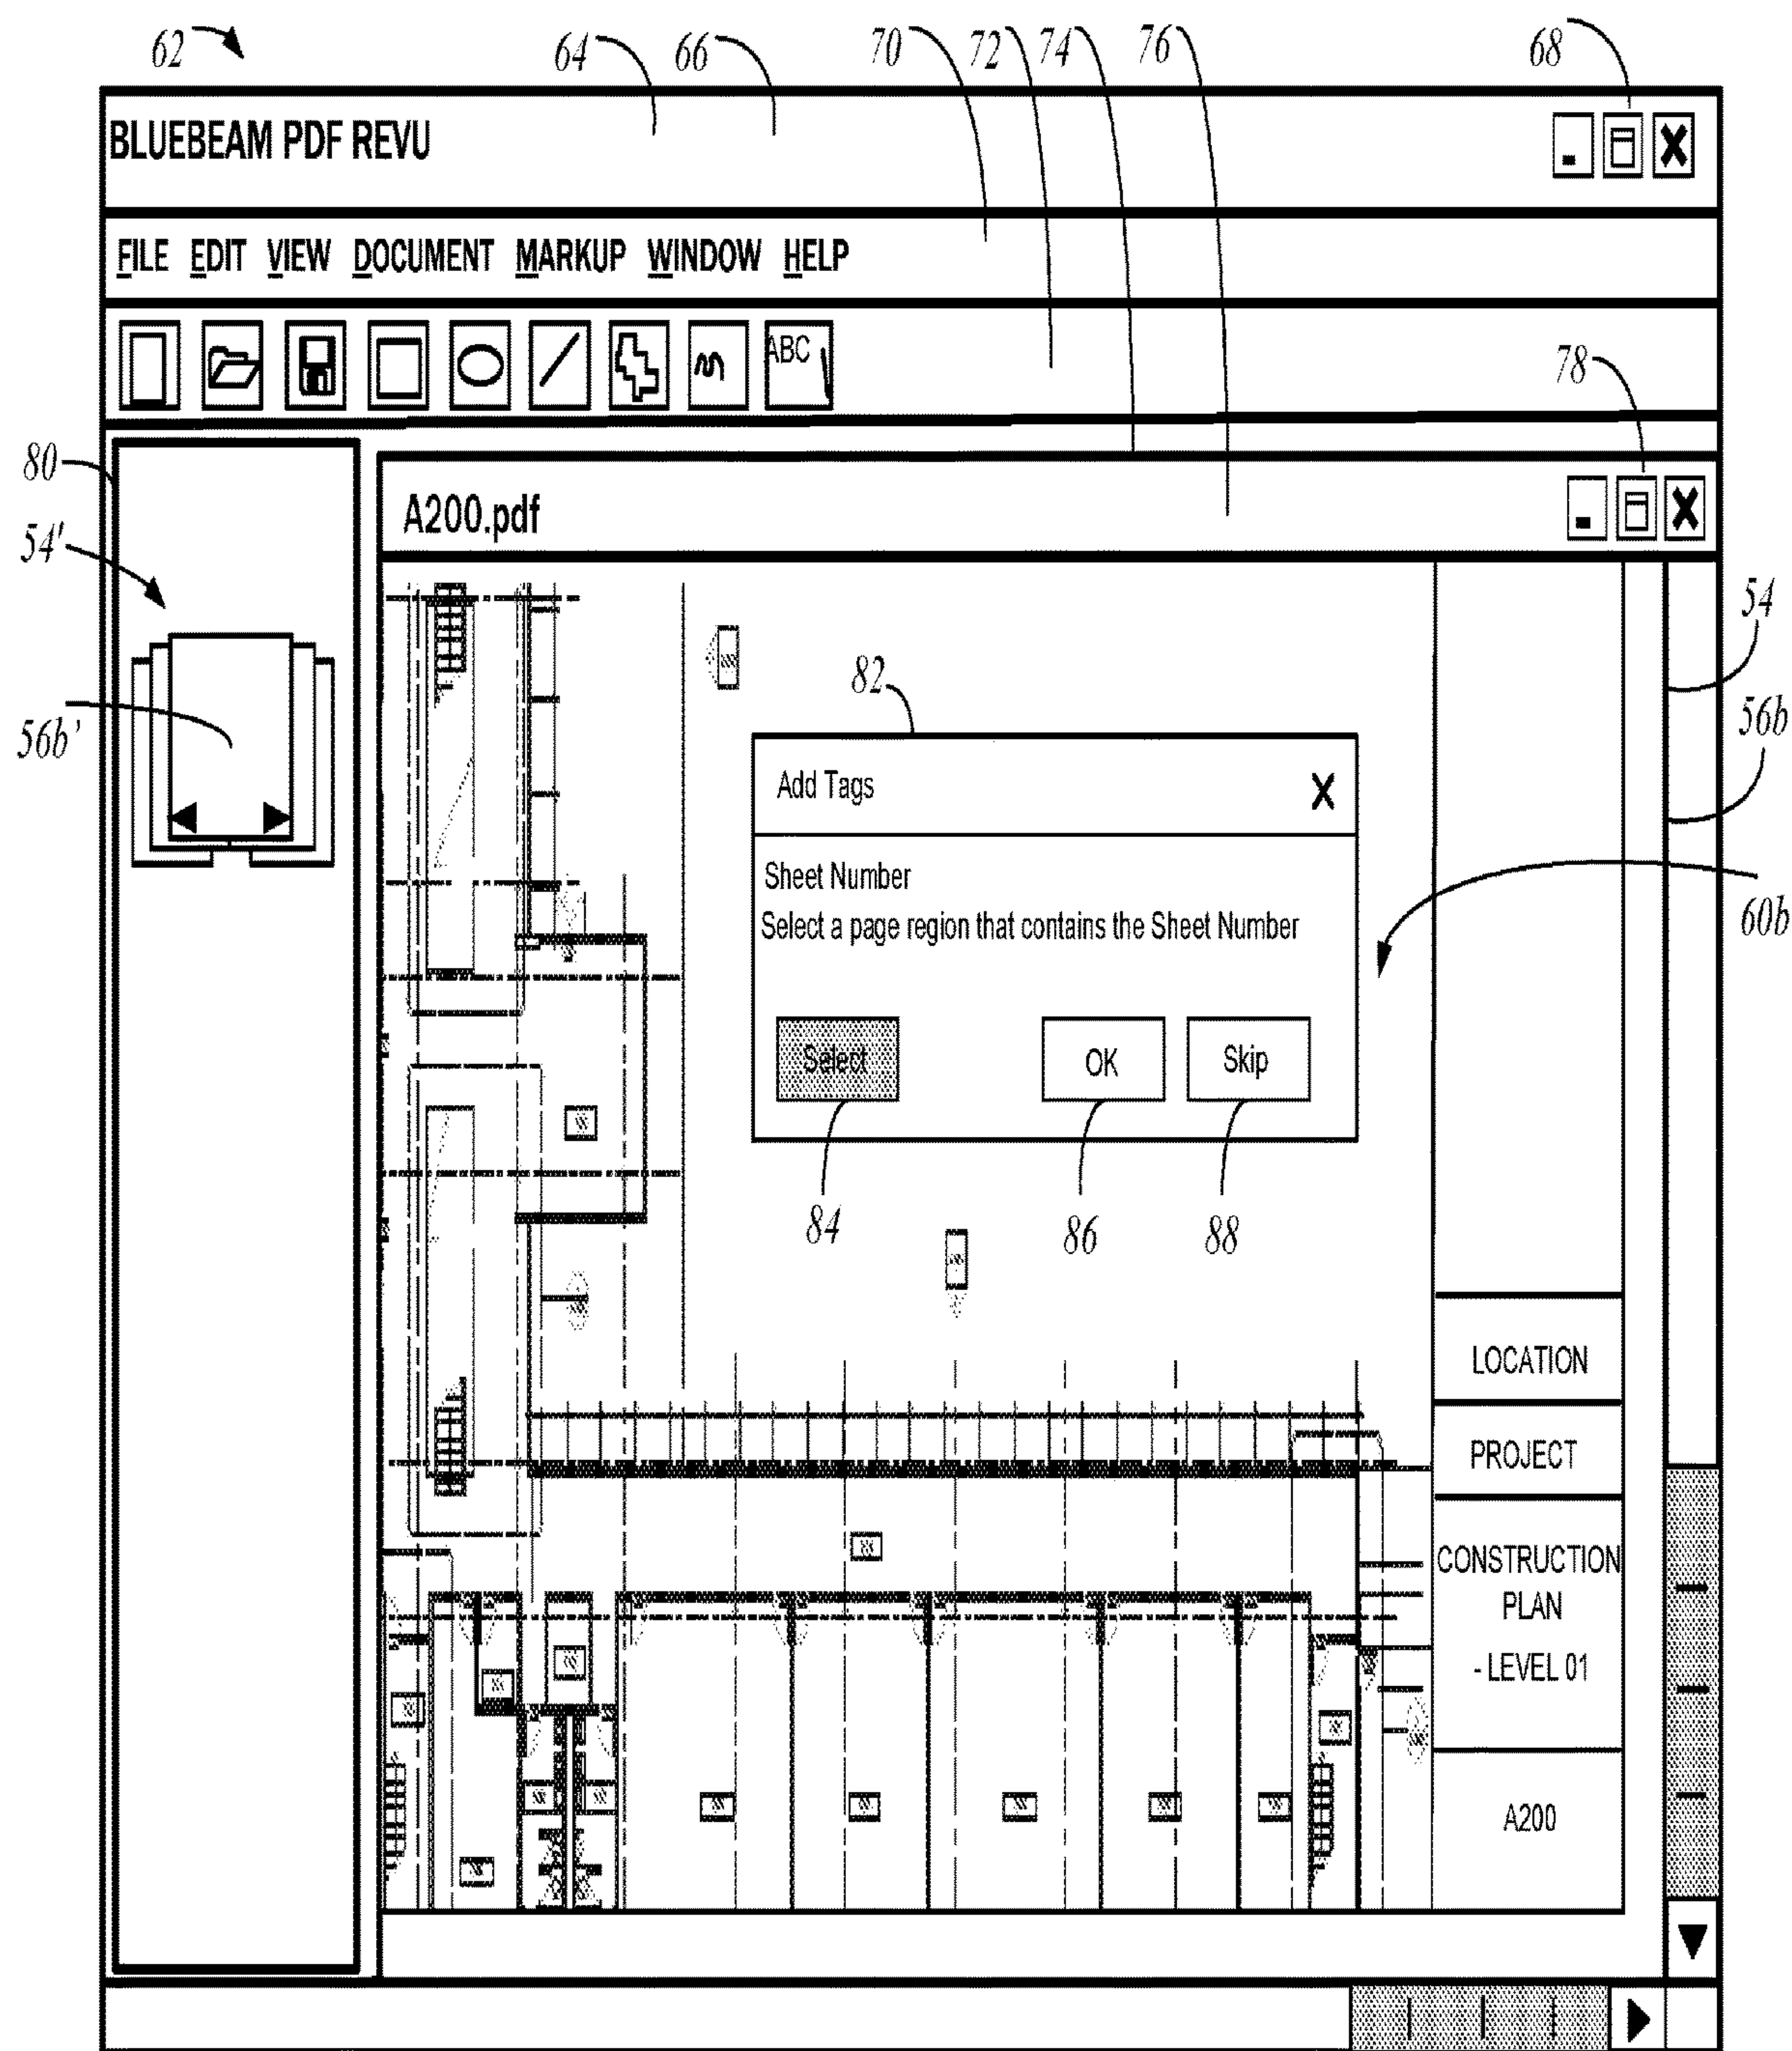 62 64 66 70 72 74 76 68
BLUEBEAM PDF REVU
FILE EDIT VIEW DOCUMENT MARKUP WINDOW HELP
ABC
78
80
A200.pdf
54'
54
82
56b'
56b
Add Tags X
Sheet Number
Select a page region that contains the Sheet Number
60b
Select OK Skip
84 86 88
LOCATION
PROJECT
CONSTRUCTION
PLAN
- LEVEL 01
A200